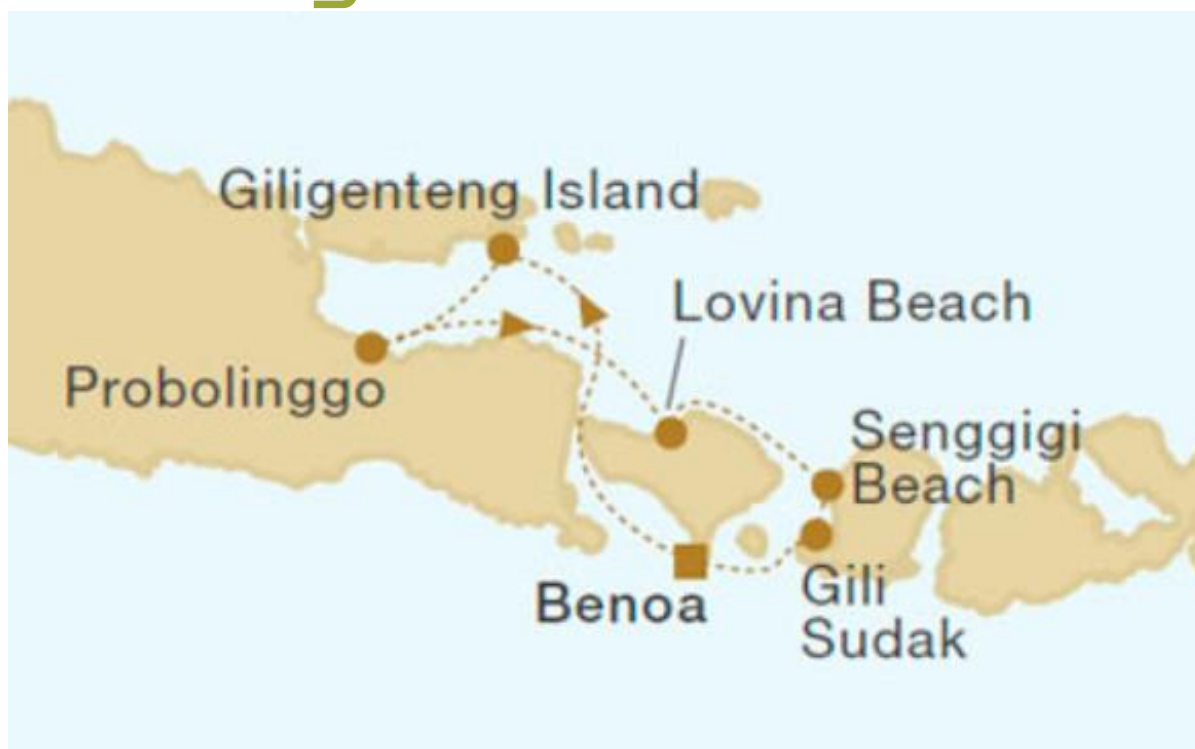 Giligenteng Island
Lovina Beach
Probolinggo
Senggigi
Beach
Benoa
Gili
Sudak